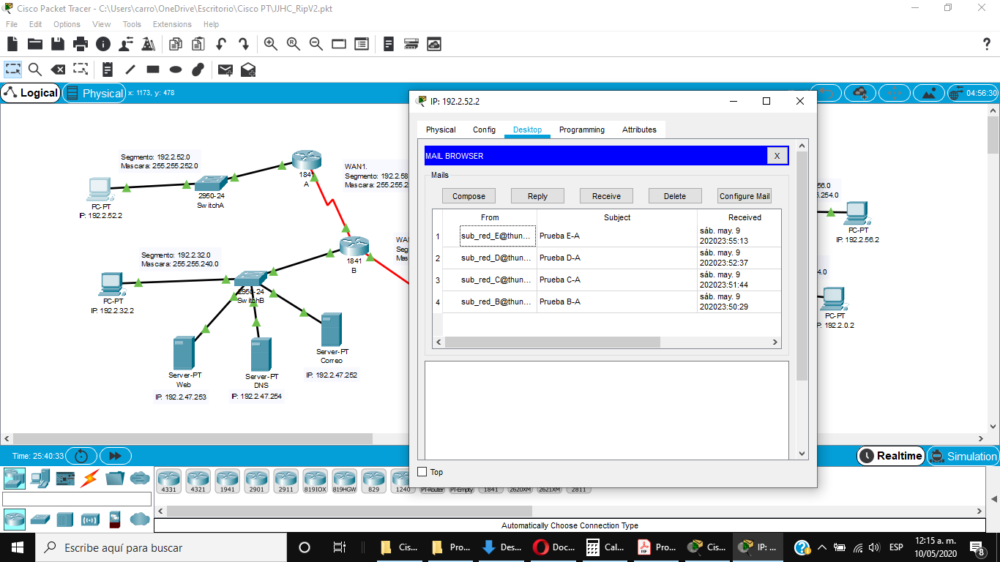 Cisco Packet Tracer - C:\Users\carro\OneDrive\Escritorio\Cisco PT\JJHC_RipV2.pkt
File Edit Options View Tools Extensions Help
Logical Physical x: 1173, y: 478 04:56:30
Segmento: 192.2.52.0
Mascara: 255.255.252.0
PC-PT
IP: 192.2.52.2
2950-24
SwitchA
1841
A
WAN1.
Segmento: 192.2.58
Mascara: 255.255.2
Segmento: 192.2.32.0
Mascara: 255.255.240.0
PC-PT
IP: 192.2.32.2
2950-24
SwitchB
1841
B
WA
Seg
Mas
Server-PT
Web
IP: 192.2.47.253
Server-PT
DNS
IP: 192.2.47.254
Server-PT
Correo
IP: 192.2.47.252
56.0
5.254.0
PC-PT
IP: 192.2.56.2
4.0
PC-PT
P: 192.2.0.2
IP: 192.2.52.2
Physical Config Desktop Programming Attributes
MAIL BROWSER X
Mails
Compose Reply Receive Delete Configure Mail
From Subject Received
1 sub_red_E@thun... Prueba E-A sáb. may. 9
202023:55:13
2 sub_red_D@thun... Prueba D-A sáb. may. 9
202023:52:37
3 sub_red_C@thun... Prueba C-A sáb. may. 9
202023:51:44
4 sub_red_B@thun... Prueba B-A sáb. may. 9
202023:50:29
Top
Time: 25:40:33 Realtime Simulation
4331 4321 1941 2901 2911 819IOX 819HGW 829 1240 PT-Router PT-Empty 1841 2620XM 2621XM 2811
Automatically Choose Connection Type
Escribe aquí para buscar
Cis... Pro... Des... Doc... Cal... Pro... Cis... IP: ...
ESP 12:15 a. m.
10/05/2020 8